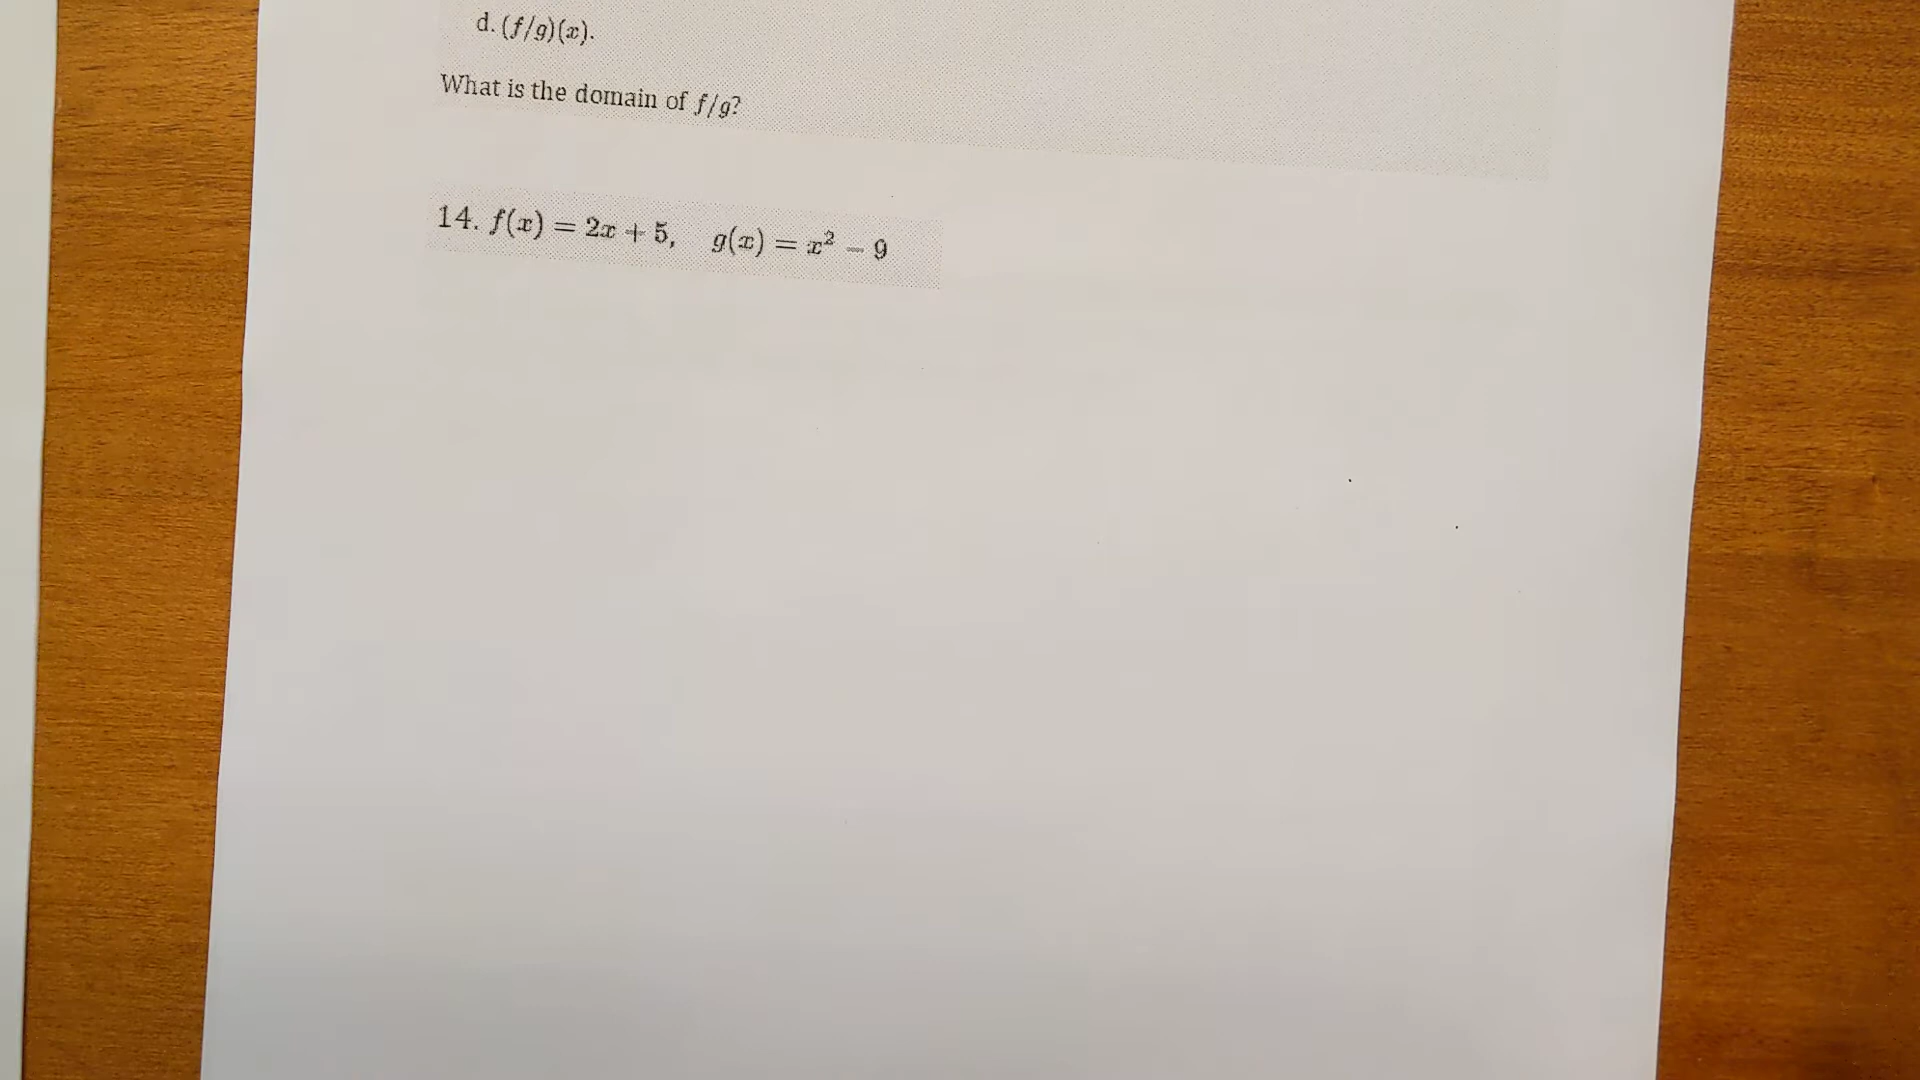 d. (f/g)(x).
What is the domain of f/g?
14. f(x) = 2x + 5, g(x) = x² − 9